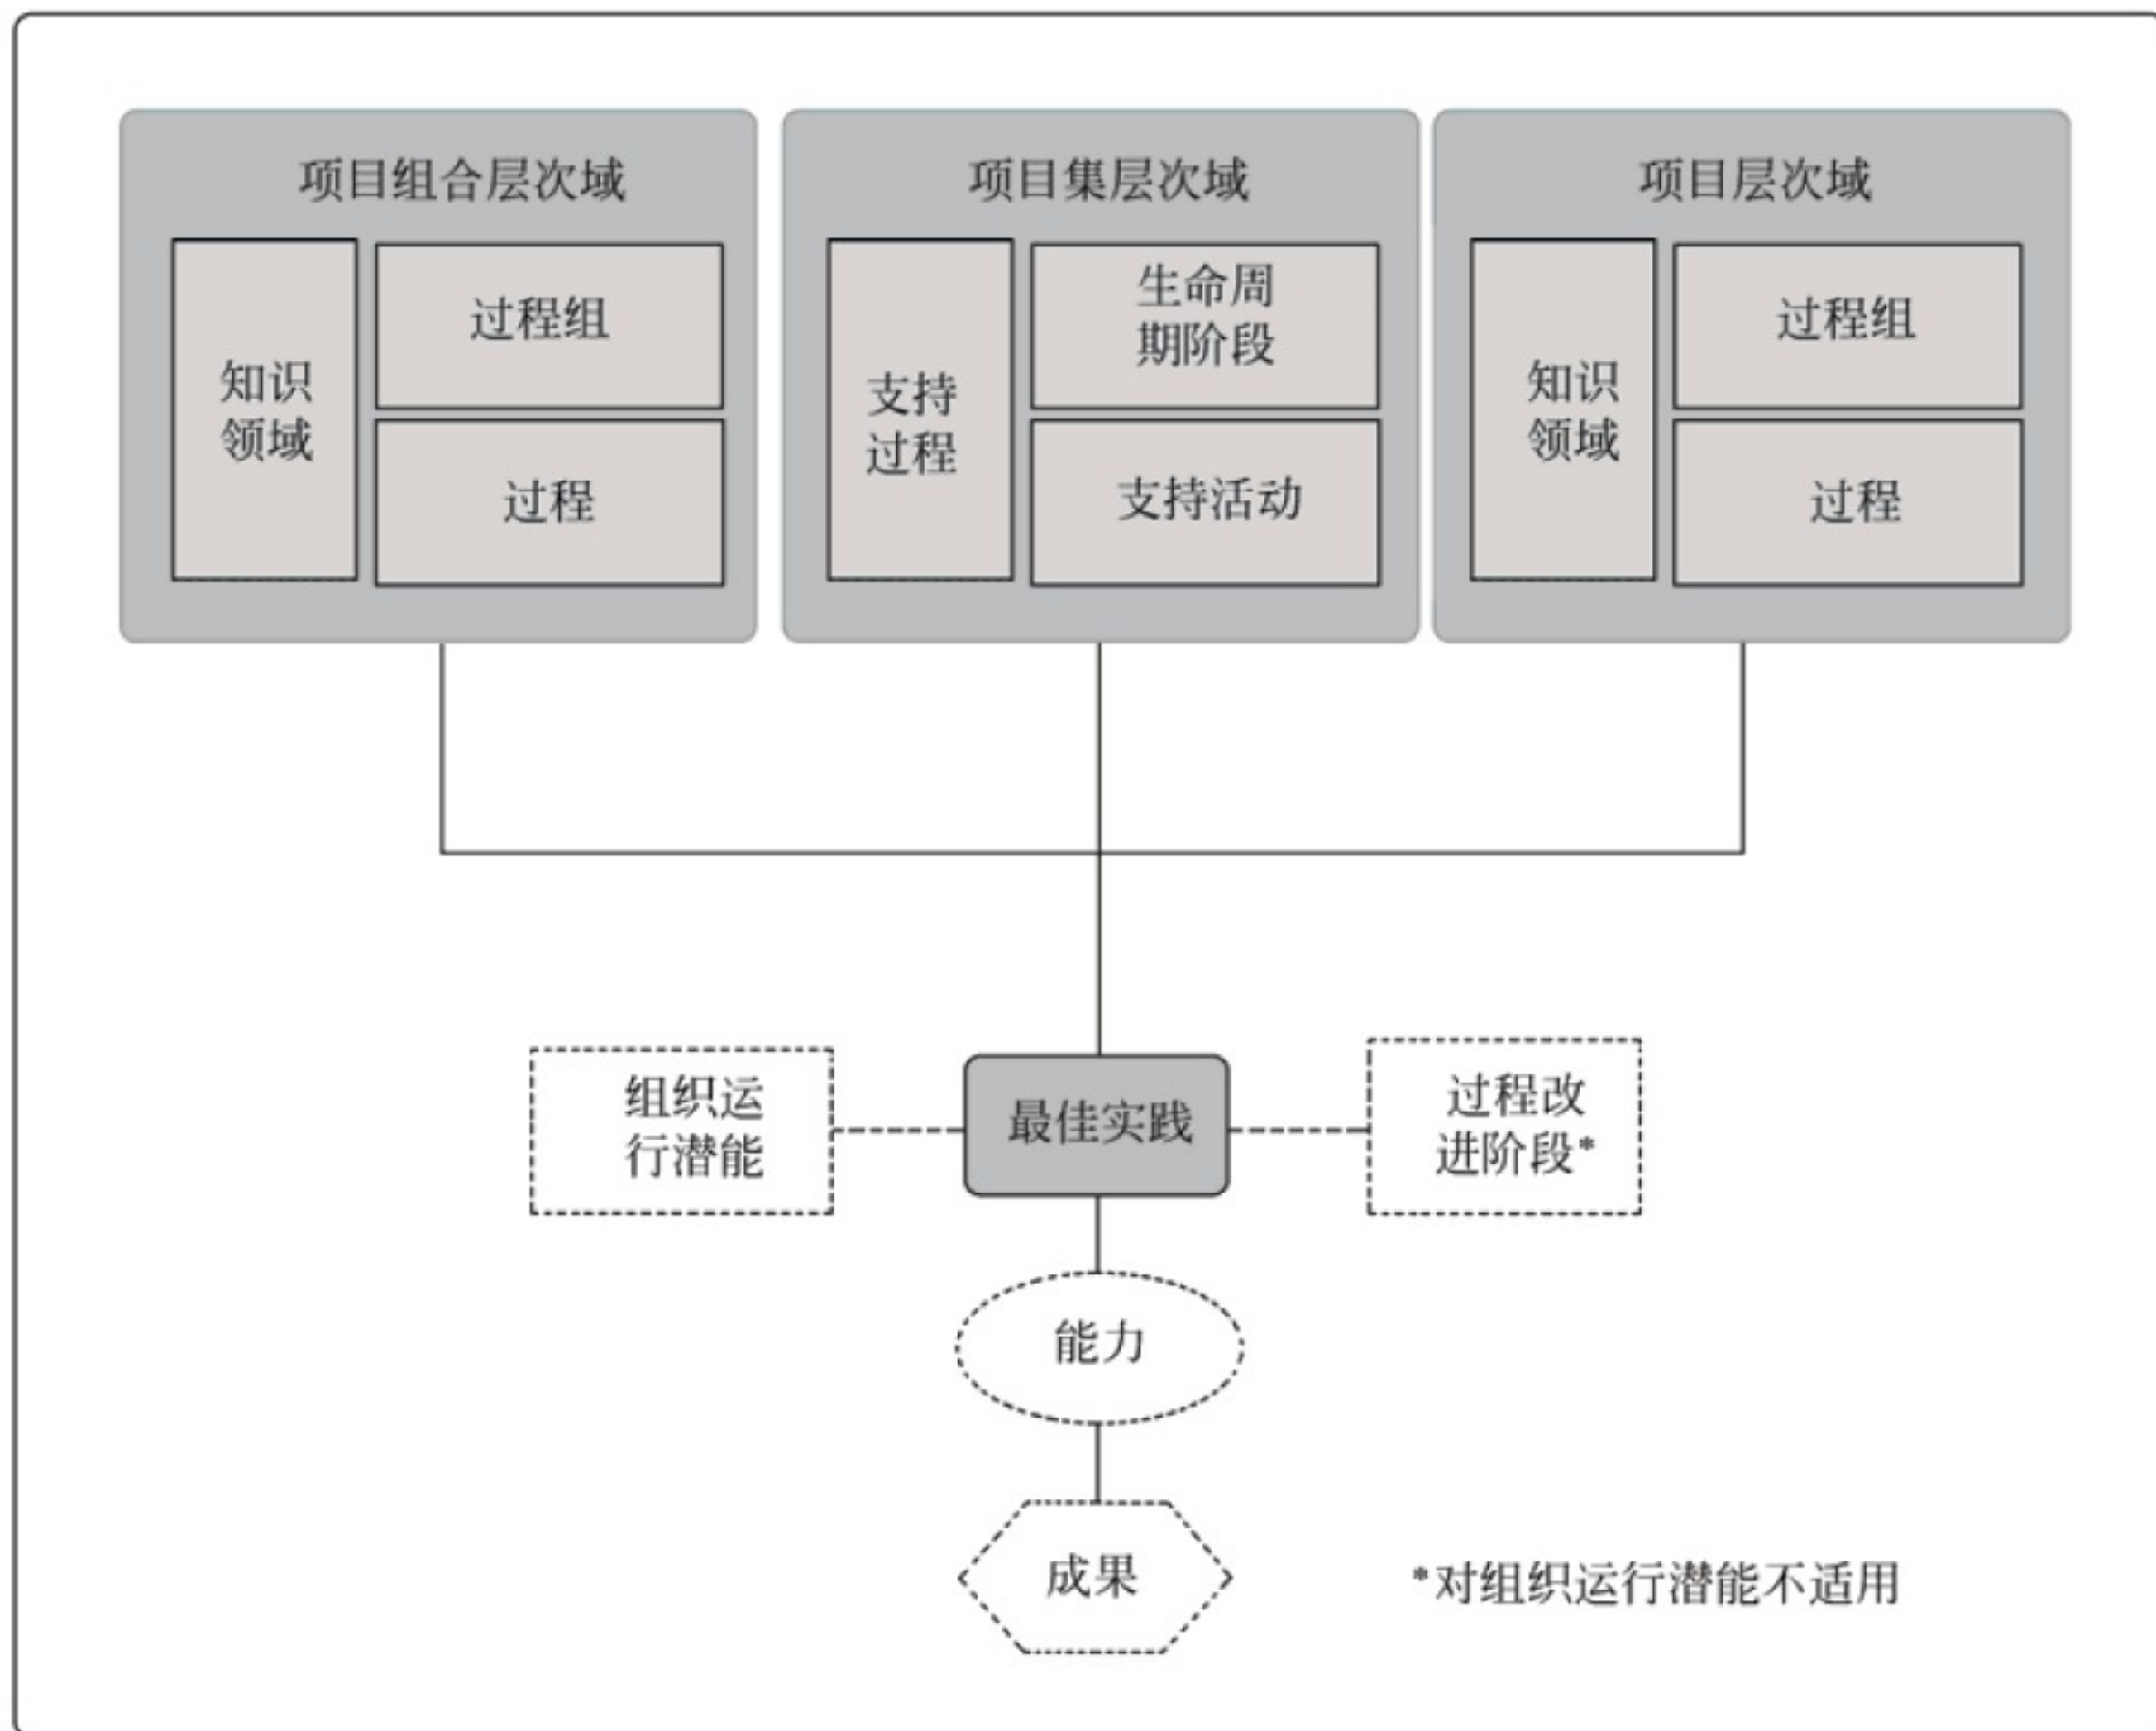 项目组合层次域
知识
领域
过程组
过程
项目集层次域
支持
过程
生命周
期阶段
支持活动
项目层次域
知识
领域
过程组
过程
组织运
行潜能
最佳实践
过程改
进阶段*
能力
成果
*对组织运行潜能不适用